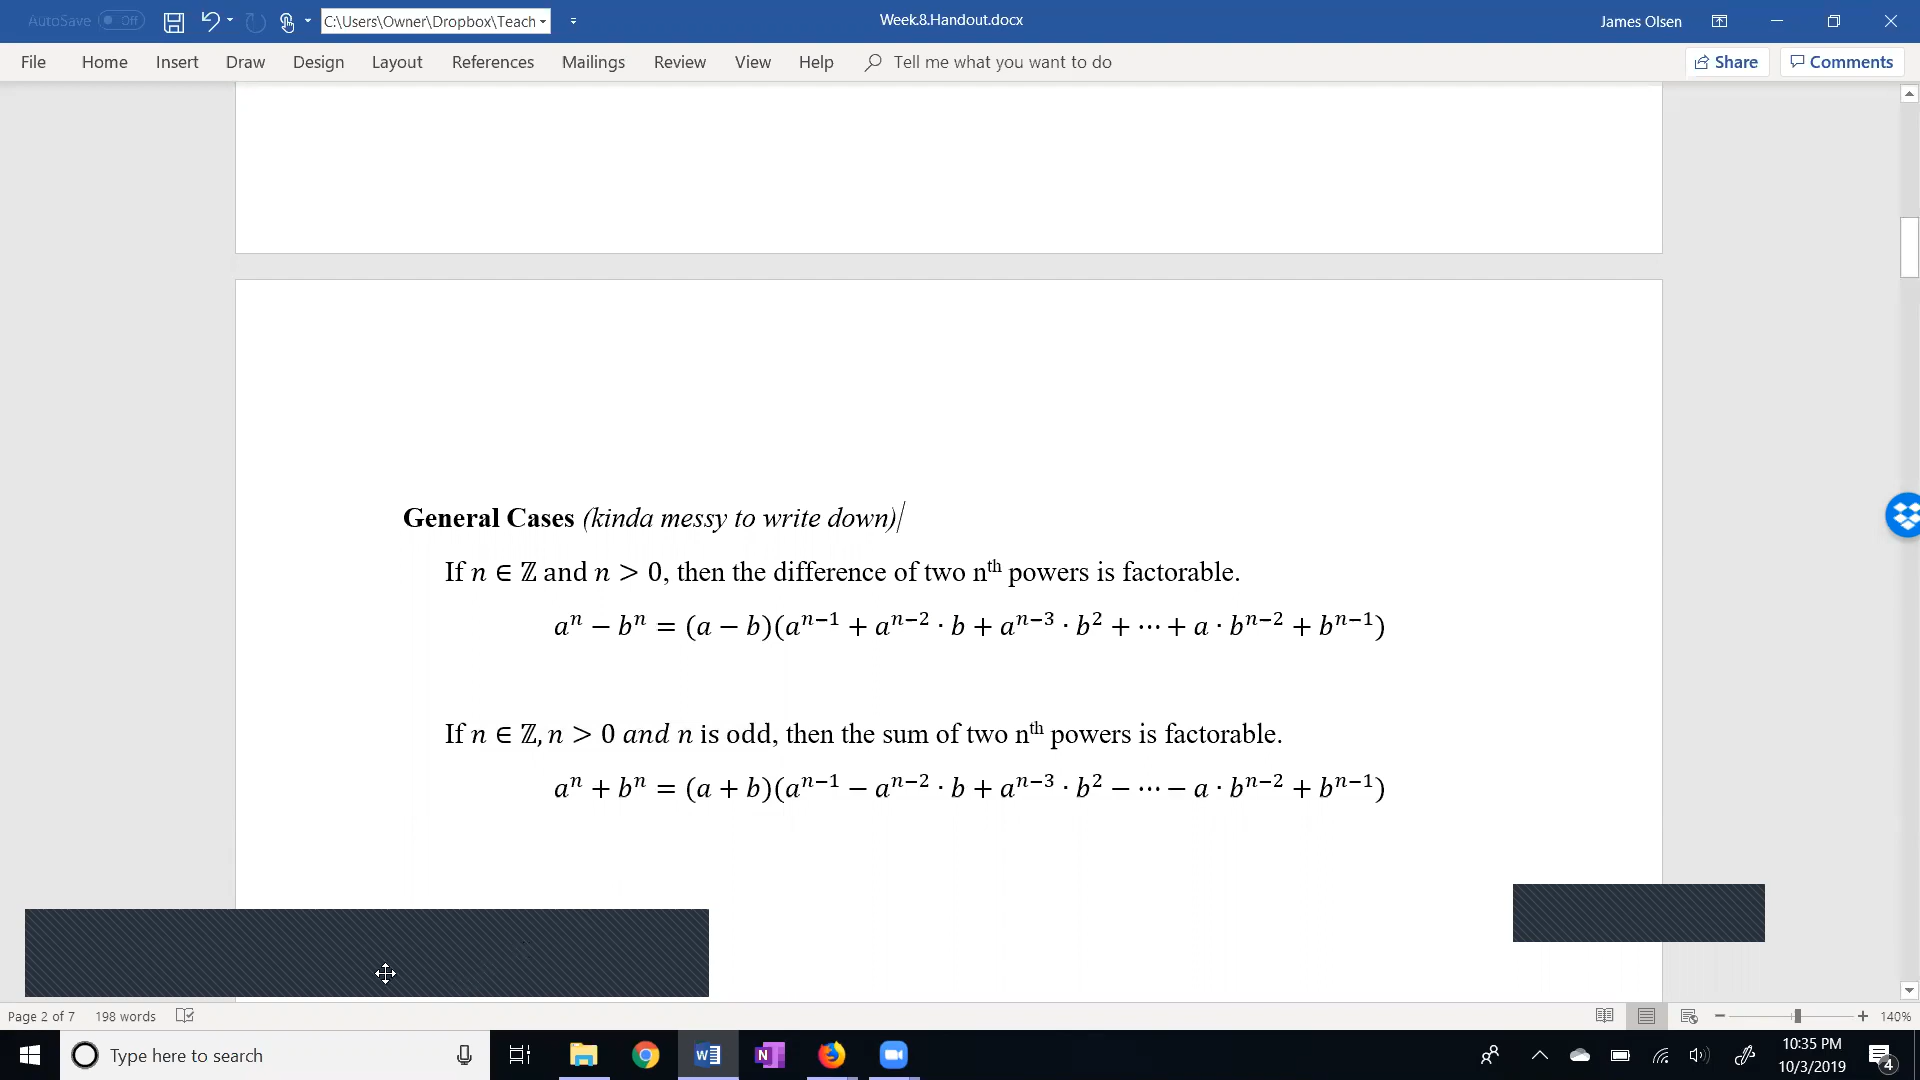 AutoSave Off C:\Users\Owner\Dropbox\Teach Week.8.Handout.docx James Olsen
File Home Insert Draw Design Layout References Mailings Review View Help Tell me what you want to do Share Comments
General Cases (kinda messy to write down)
If n ∈ ℤ and n > 0, then the difference of two nᵗʰ powers is factorable.
aⁿ − bⁿ = (a − b)(aⁿ⁻¹ + aⁿ⁻² · b + aⁿ⁻³ · b² + ⋯ + a · bⁿ⁻² + bⁿ⁻¹)
If n ∈ ℤ, n > 0 and n is odd, then the sum of two nᵗʰ powers is factorable.
aⁿ + bⁿ = (a + b)(aⁿ⁻¹ − aⁿ⁻² · b + aⁿ⁻³ · b² − ⋯ − a · bⁿ⁻² + bⁿ⁻¹)
Page 2 of 7 198 words 140%
Type here to search
10:35 PM
10/3/2019
4